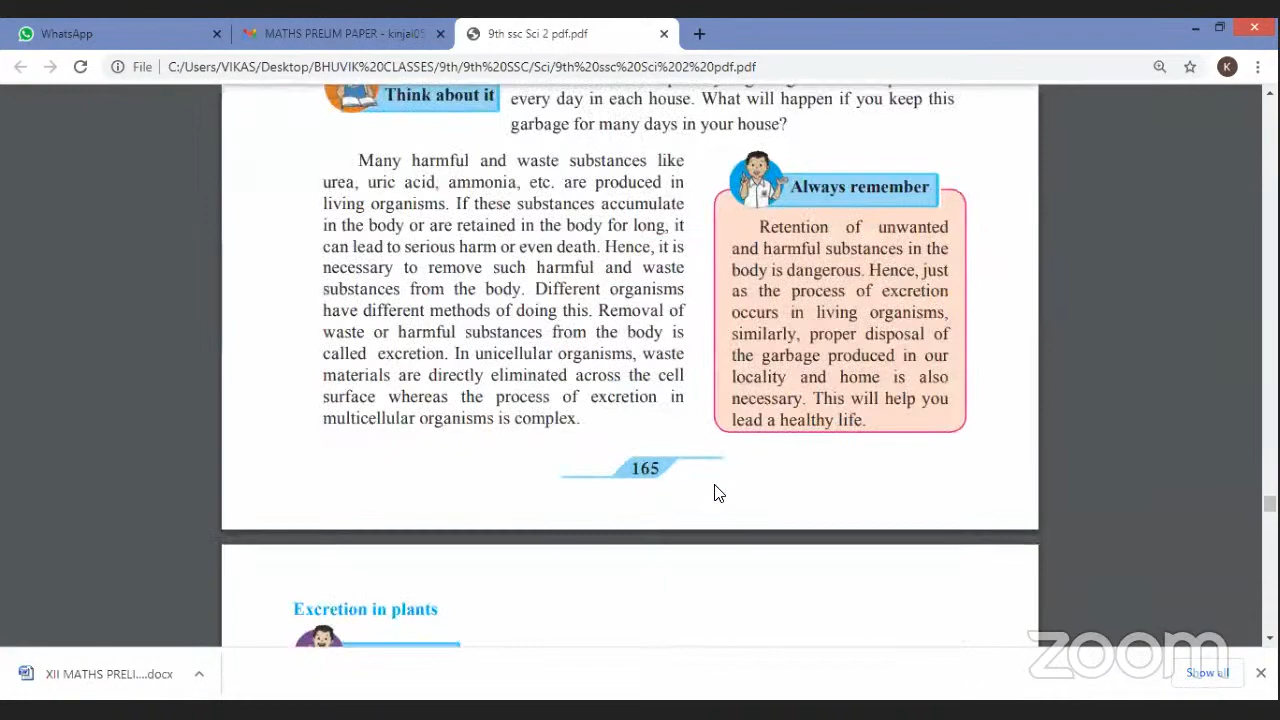 WhatsApp
MATHS PREUM PAPER - kinjal05
9th ssc Sci 2 pdf.pdf
File
C:/Users/VIKAS/Desktop/BHUVIK%20CLASSES/9th/9th%20SSC/Sci/9th%20ssc%20Sci%202%20pdf.pdf
K
Think about it
every day in each house. What will happen if you keep this
garbage for many days in your house?
Many harmful and waste substances like
urea, uric acid, ammonia, etc. are produced in
living organisms. If these substances accumulate
in the body or are retained in the body for long, it
can lead to serious harm or even death. Hence, it is
necessary to remove such harmful and waste
substances from the body. Different organisms
have different methods of doing this. Removal of
waste or harmful substances from the body is
called excretion. In unicellular organisms, waste
materials are directly eliminated across the cell
surface whereas the process of excretion in
multicellular organisms is complex.
Always remember
Retention of unwanted
and harmful substances in the
body is dangerous. Hence, just
as the process of excretion
occurs in living organisms,
similarly, proper disposal of
the garbage produced in our
locality and home is also
necessary. This will help you
lead a healthy life.
165
Excretion in plants
zoom
XII MATHS PRELI....docx
Show all